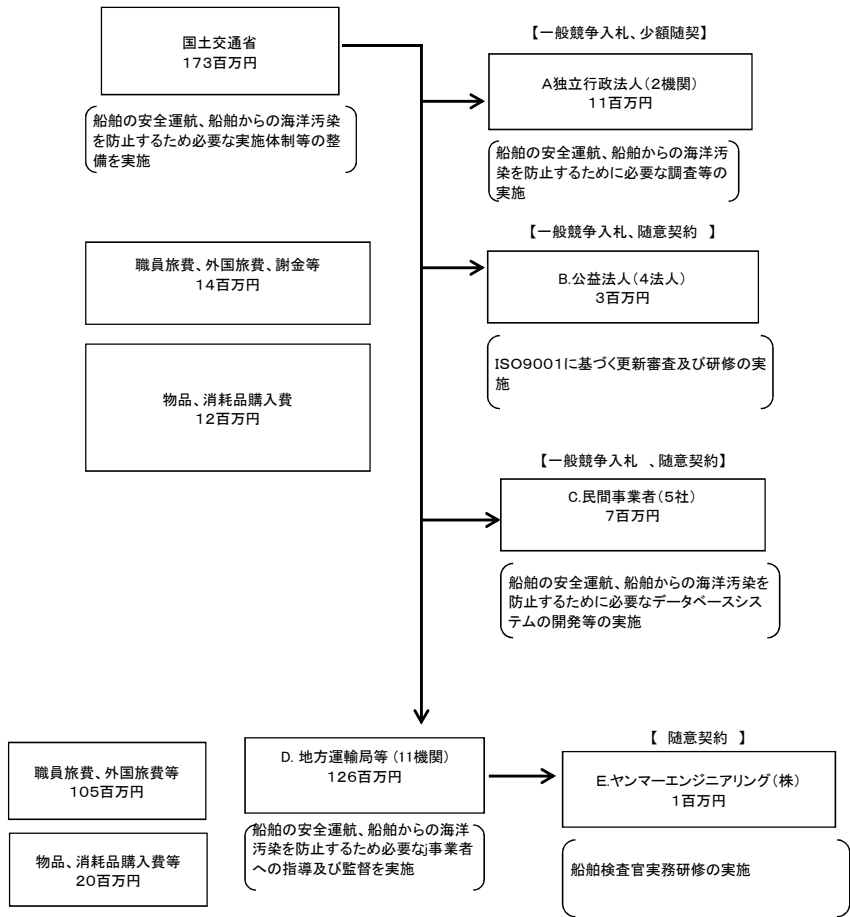 国土交通省
173百万円
船舶の安全運航、船舶からの海洋汚染
を防止するため必要な実施体制等の整
備を実施
【一般競争入札、少額随契】
A独立行政法人(2機関)
11百万円
船舶の安全運航、船舶からの海洋汚
染を防止するために必要な調査等の
実施
職員旅費、外国旅費、謝金等
14百万円
【一般競争入札、随意契約 】
B.公益法人(4法人)
3百万円
ISO9001に基づく更新審査及び研修の実
施
物品、消耗品購入費
12百万円
【一般競争入札 、随意契約】
C.民間事業者(5社)
7百万円
船舶の安全運航、船舶からの海洋汚染を
防止するために必要なデータベースシス
テムの開発等の実施
職員旅費、外国旅費等
105百万円
物品、消耗品購入費等
20百万円
D. 地方運輸局等 (11機関)
126百万円
船舶の安全運航、船舶からの海洋
汚染を防止するため必要なj事業者
への指導及び監督を実施
【 随意契約 】
E.ヤンマーエンジニアリング(株)
1百万円
船舶検査官実務研修の実施